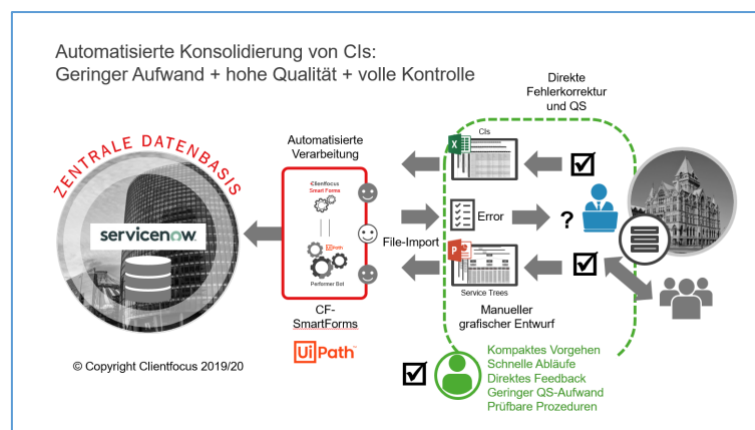 Automatisierte Konsolidierung von CIs:
Geringer Aufwand + hohe Qualität + volle Kontrolle
Direkte
Fehlerkorrektur
und QS
ZENTRALE DATENBASIS
Automatisierte
Verarbeitung
CIs
Clientfocus
Smart Forms
servicenow
Error
?
UiPath
File-Import
Performer Bot
Service Trees
CF-
SmartForms
Manueller
grafischer Entwurf
UiPath
© Copyright Clientfocus 2019/20
Kompaktes Vorgehen
Schnelle Abläufe
Direktes Feedback
Geringer QS-Aufwand
Prüfbare Prozeduren